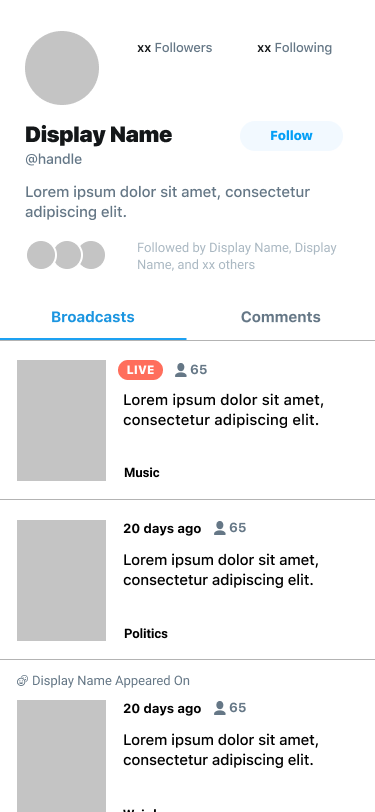 xx Followers
xx Following
Display Name
Follow
@handle
Lorem ipsum dolor sit amet, consectetur
adipiscing elit.
Followed by Display Name, Display
Name, and xx others
Broadcasts
Comments
LIVE
65
Lorem ipsum dolor sit amet,
consectetur adipiscing elit.
Music
20 days ago
65
Lorem ipsum dolor sit amet,
consectetur adipiscing elit.
Politics
Display Name Appeared On
20 days ago
65
Lorem ipsum dolor sit amet,
consectetur adipiscing elit.